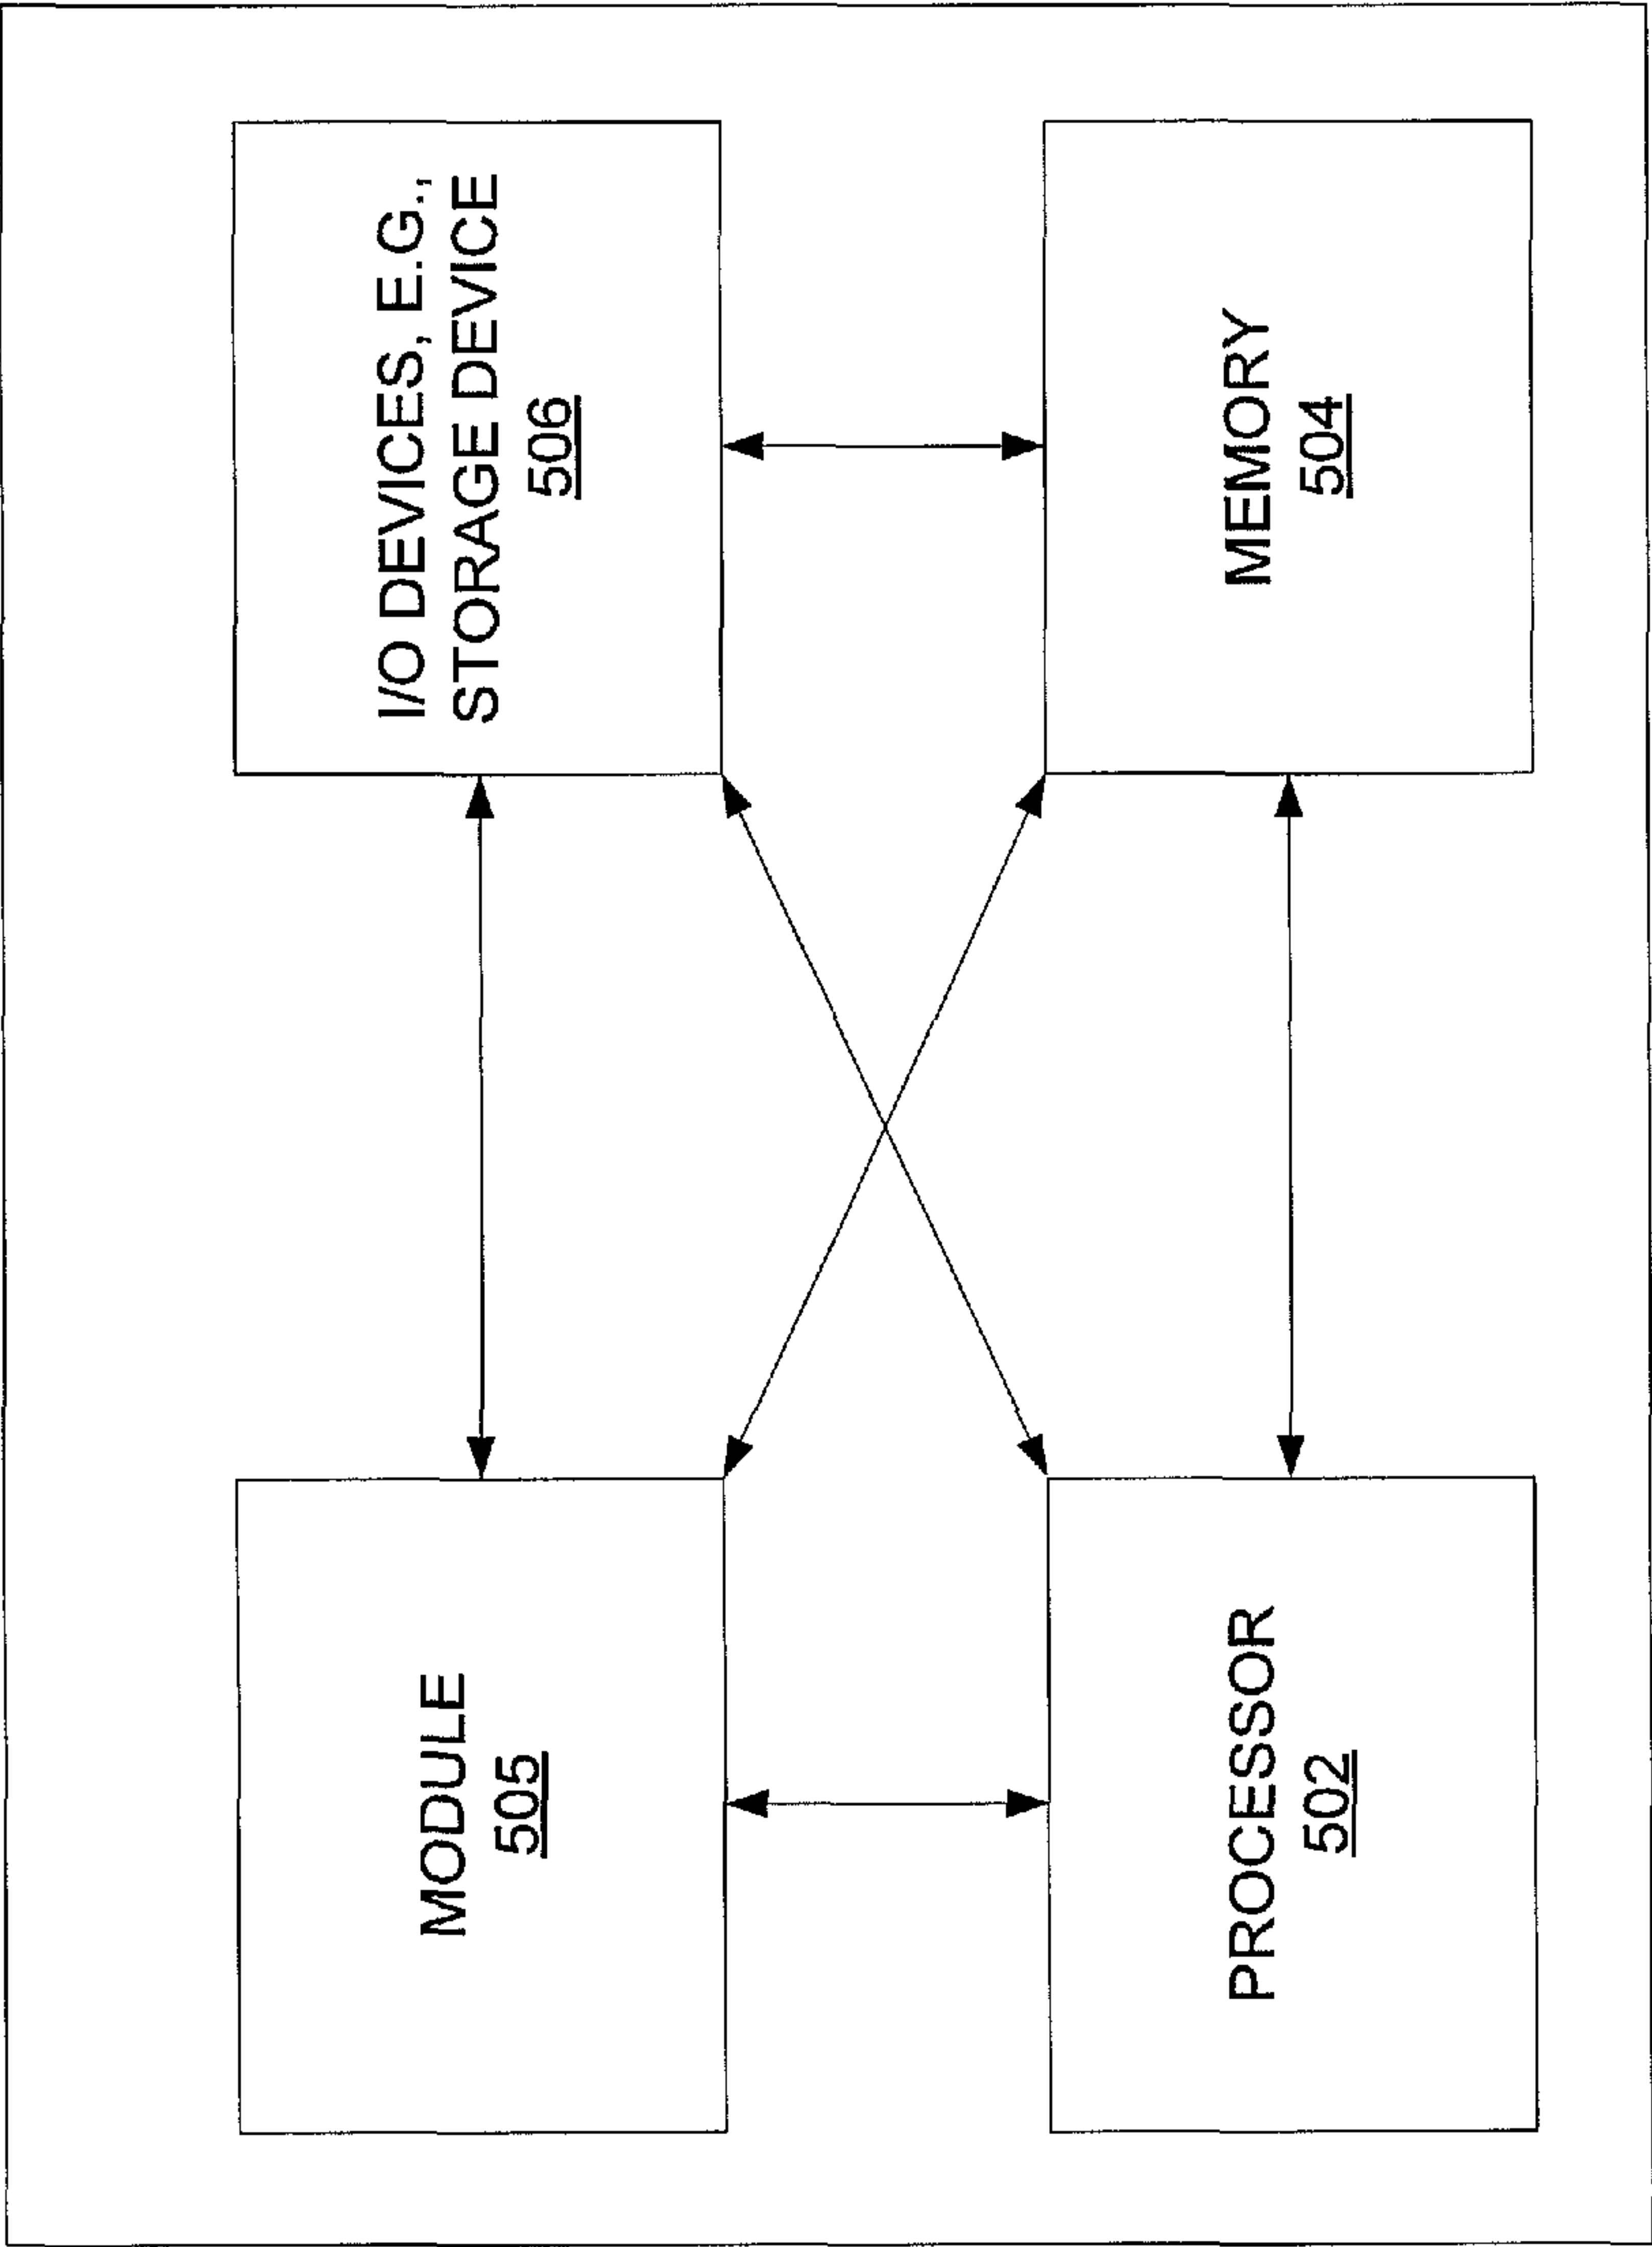 MODULE
505
I/O DEVICES, E.G.,
STORAGE DEVICE
506
PROCESSOR
502
MEMORY
504